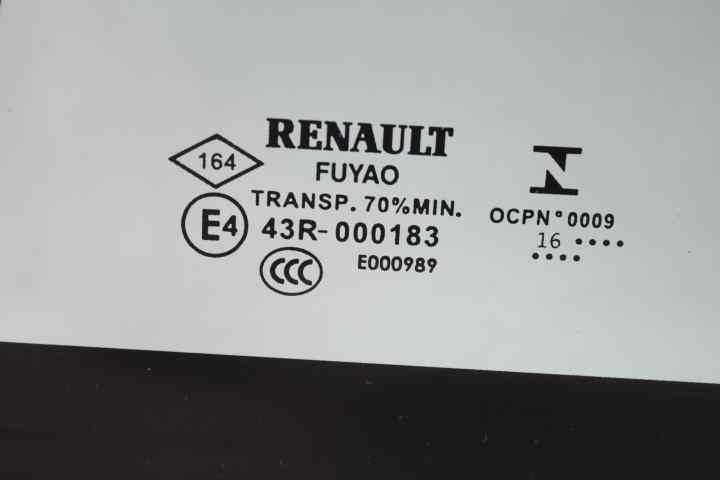 RENAULT
164
FUYAO
TRANSP. 70%MIN.
E4 43R-000183
CCC E000989
OCPN°0009
16 ••••
••••